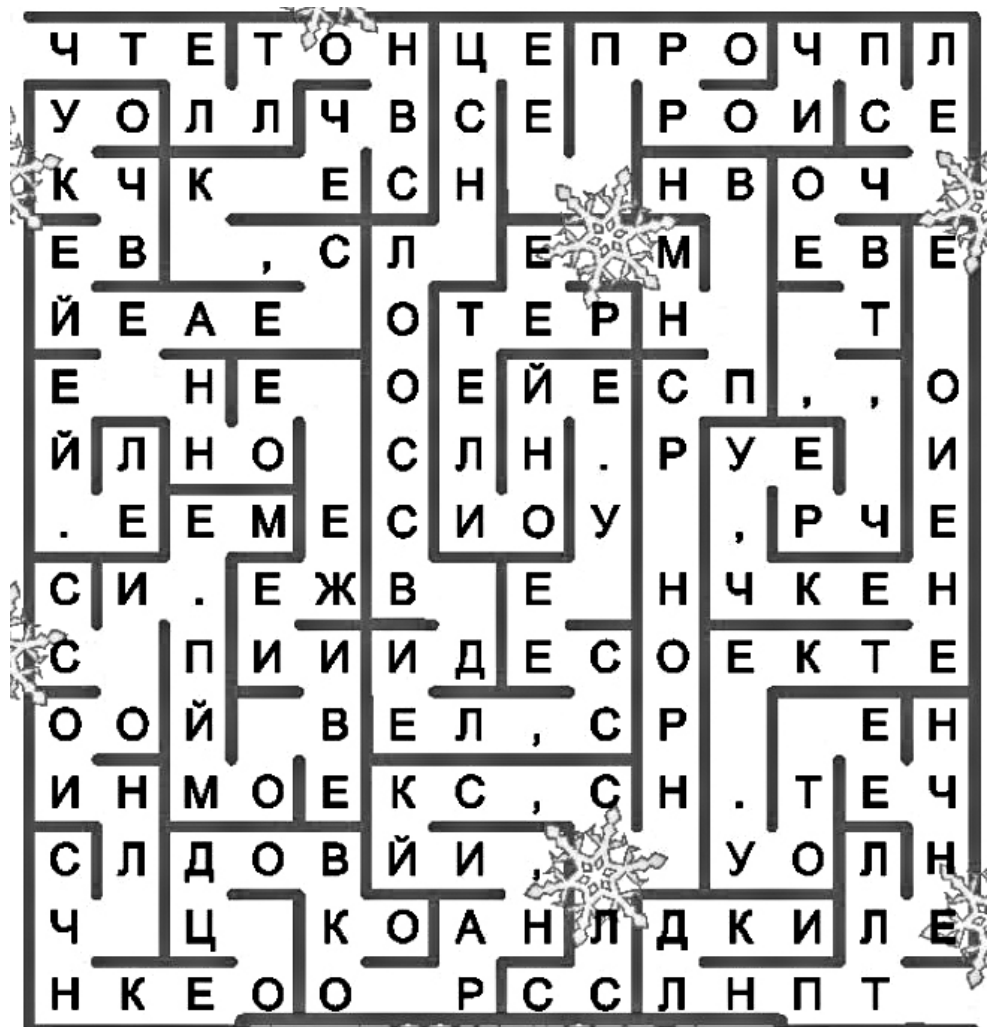 Ч Т Е Т О Н Ц Е П Р О Ч П Л
У О Л Л Ч В С Е Р О И С Е
К Ч К Е С Н Н В О Ч
Е В , С Л Е М Е В Е
Й Е А Е О Т Е Р Н Т
Е Н Е О Е Й Е С П , , О
Й Л Н О С Л Н . Р У Е И
. Е Е М Е С И О У , Р Ч Е
С И . Е Ж В Е Н Ч К Е Н
С П И И И Д Е С О Е К Т Е
О О Й В Е Л , С Р Е Н
И Н М О Е К С , С Н . Т Е Ч
С Л Д О В Й И , У О Л Н
Ч Ц К О А Н Л Д К И Л Е
Н К Е О О Р С С Л Н П Т